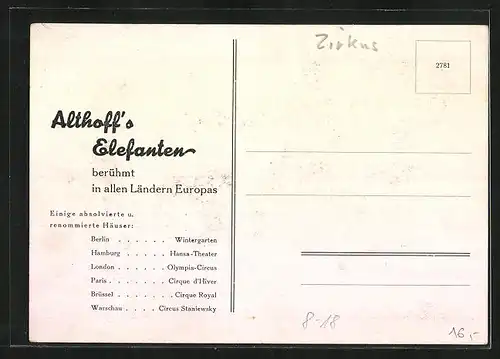 Zirkus
2781
Althoff's
Elefanten
berühmt
in allen Ländern Europas
Einige absolvierte u.
renommierte Häuser:
Berlin . . . . . . Wintergarten
Hamburg . . . . . Hansa-Theater
London . . . . . Olympia-Circus
Paris . . . . . . Cirque d'Hiver
Brüssel . . . . . . Cirque Royal
Warschau . . . . Circus Staniewsky
8-18
16,-